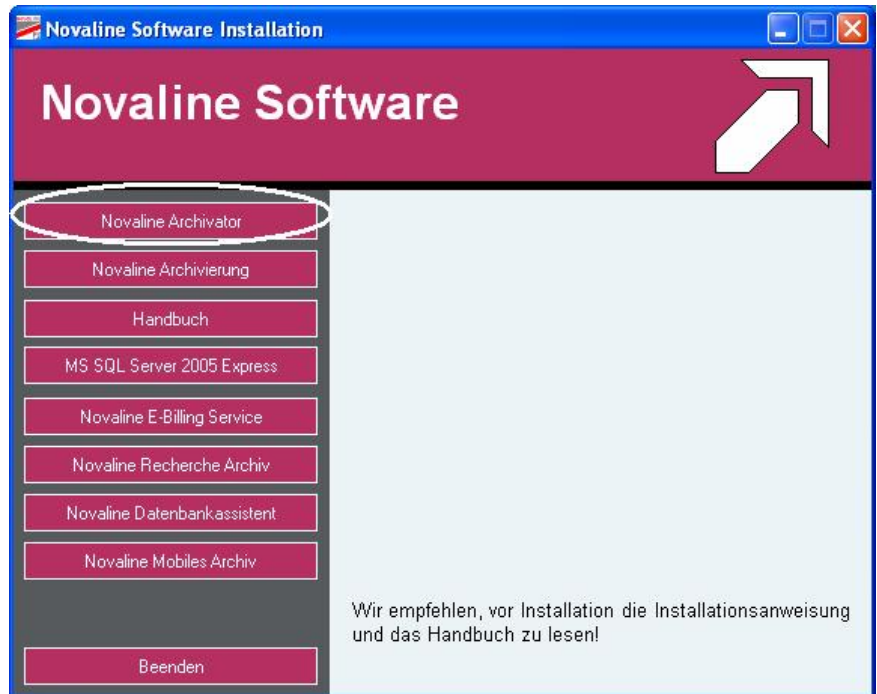 Novaline Software Installation
Novaline Software
Novaline Archivator
Novaline Archivierung
Handbuch
MS SQL Server 2005 Express
Novaline E-Billing Service
Novaline Recherche Archiv
Novaline Datenbankassistent
Novaline Mobiles Archiv
Wir empfehlen, vor Installation die Installationsanweisung
und das Handbuch zu lesen!
Beenden